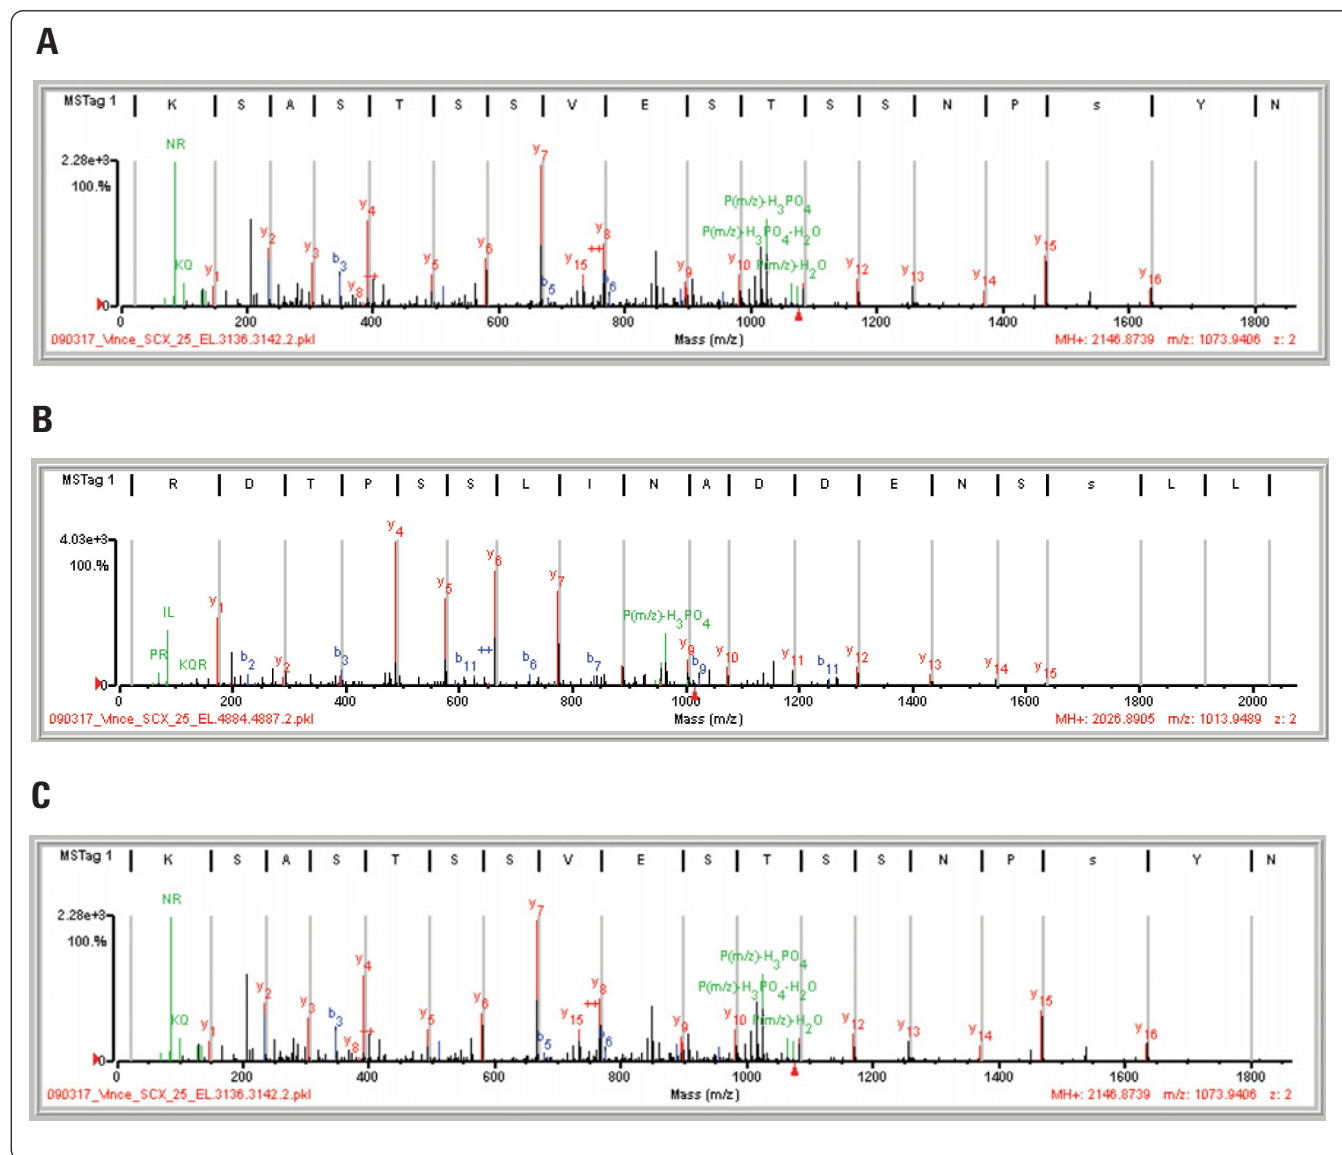 A
MSTag 1 K S A S T S S V E S T S S N P s Y N
NR
2.28e+3
100.%
KQ
y1 y2 y3 b3 y8 ++ y4 y5 y6 y7 b5 y15 ++ y8 b6 y9 y10 y12 y13 y14 y15 y16
P(m/z)-H3PO4
P(m/z)-H3PO4-H2O
P(m/z)-H2O
0
0 200 400 600 800 1000 1200 1400 1600 1800
090317_Vince_SCX_25_EL.3136.3142.2.pkl Mass (m/z) MH+: 2146.8739 m/z: 1073.9406 z: 2
B
MSTag 1 R D T P S S L I N A D D E N S s L L
4.03e+3
100.%
IL
PR
KQR
y1 b2 y2 b3 y4 y5 b11 ++ y6 b6 y7 b7 y9 b9 y10 y11 b11 y12 y13 y14 y15
P(m/z)-H3PO4
0
0 200 400 600 800 1000 1200 1400 1600 1800 2000
090317_Vince_SCX_25_EL.4884.4887.2.pkl Mass (m/z) MH+: 2026.8905 m/z: 1013.9489 z: 2
C
MSTag 1 K S A S T S S V E S T S S N P s Y N
NR
2.28e+3
100.%
KQ
y1 y2 y3 b3 y8 ++ y4 y5 y6 y7 b5 y15 ++ y8 b6 y9 y10 y12 y13 y14 y15 y16
P(m/z)-H3PO4
P(m/z)-H3PO4-H2O
P(m/z)-H2O
0
0 200 400 600 800 1000 1200 1400 1600 1800
090317_Vince_SCX_25_EL.3136.3142.2.pkl Mass (m/z) MH+: 2146.8739 m/z: 1073.9406 z: 2